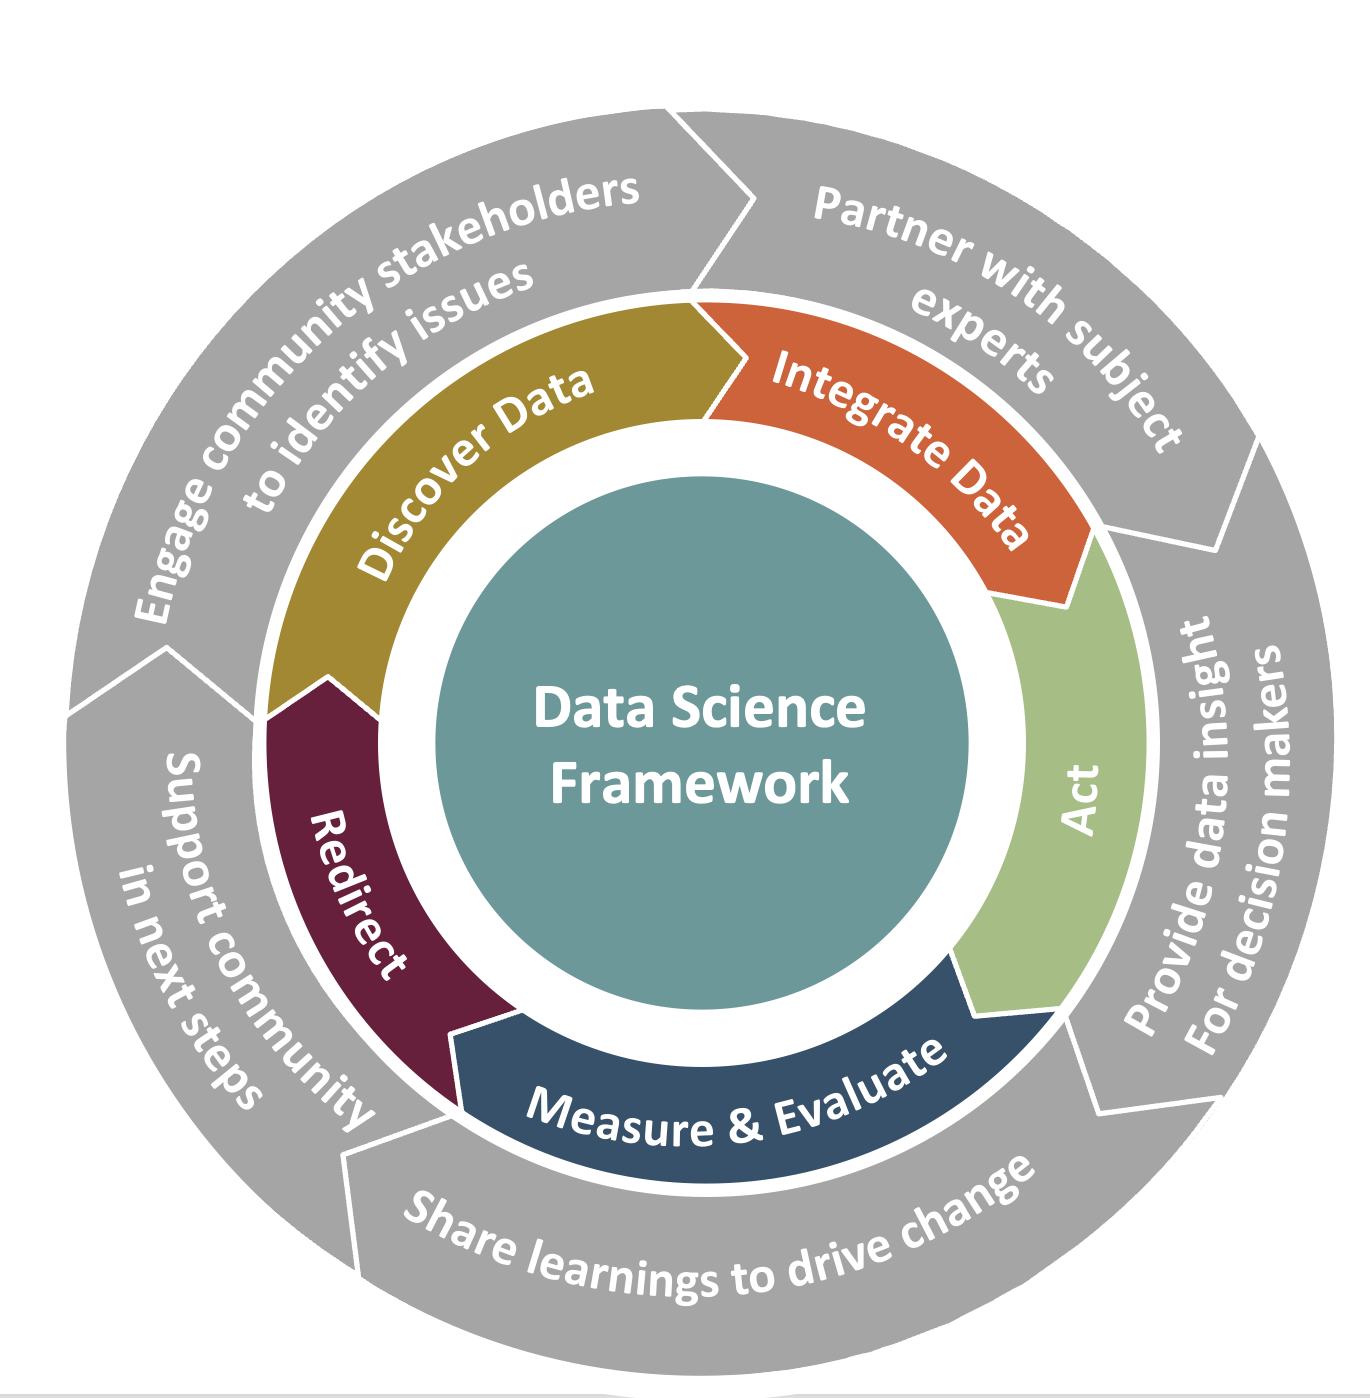 Engage community stakeholders
to identify issues
Partner with subject
experts
Provide data insight
For decision makers
Share learnings to drive change
Support community
in next steps
Discover Data
Integrate Data
Act
Measure & Evaluate
Redirect
Data Science
Framework